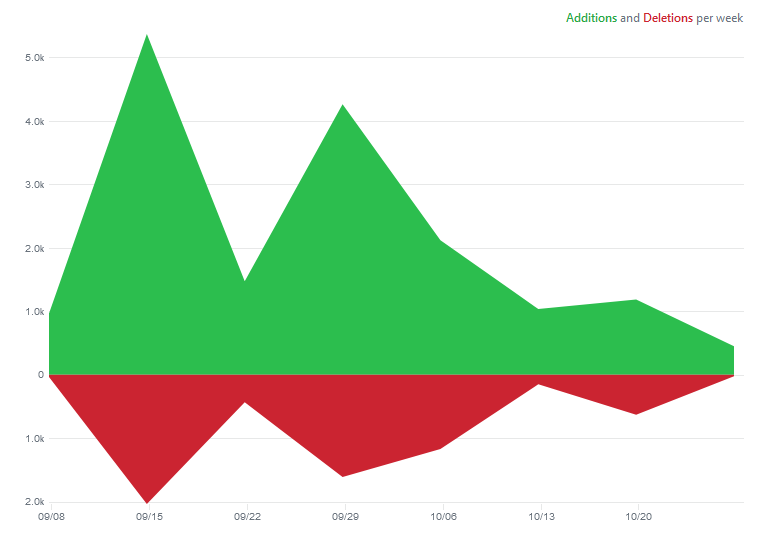 Additions and Deletions per week
5.0k
4.0k
3.0k
2.0k
1.0k
0
1.0k
2.0k
09/08 09/15 09/22 09/29 10/06 10/13 10/20